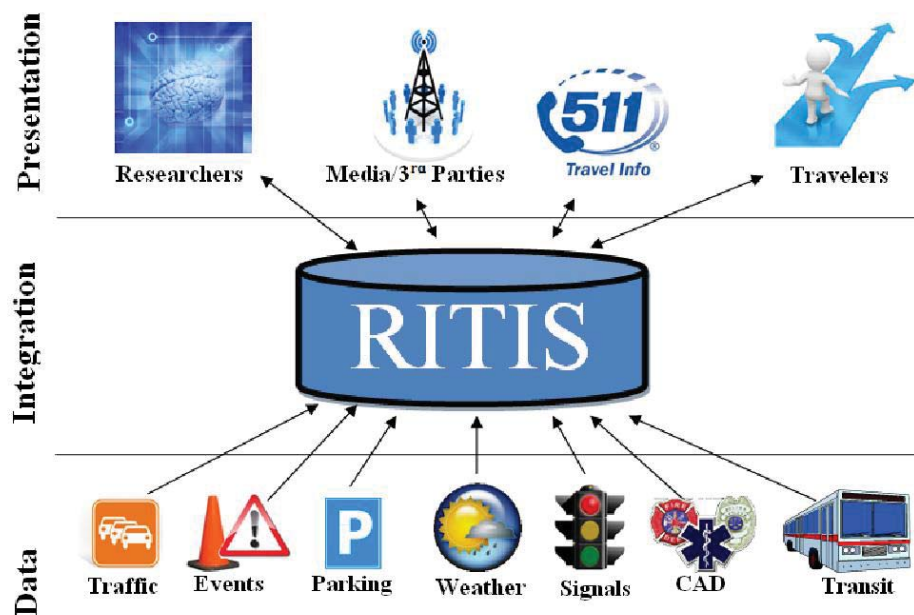 Presentation
Researchers
Media/3rd Parties
511
Travel Info
®
Travelers
Integration
RITIS
Data
Traffic
Events
P
Parking
Weather
Signals
CAD
Transit